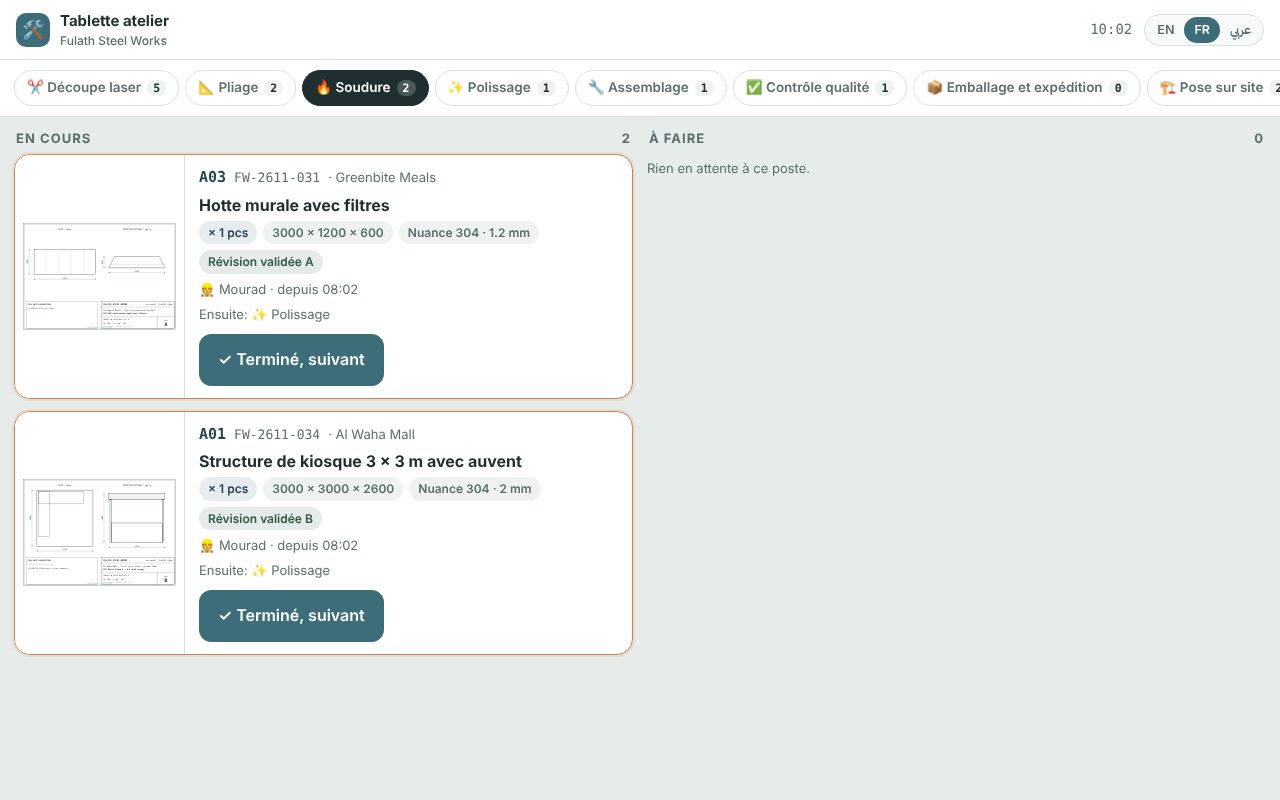 Tablette atelier
Fulath Steel Works
10:02
EN FR عربي
✂️ Découpe laser 5
📐 Pliage 2
🔥 Soudure 2
✨ Polissage 1
🔧 Assemblage 1
✅ Contrôle qualité 1
📦 Emballage et expédition 0
🏗️ Pose sur site 2
EN COURS 2
A03 FW-2611-031 · Greenbite Meals
Hotte murale avec filtres
× 1 pcs 3000 × 1200 × 600 Nuance 304 · 1.2 mm
Révision validée A
👷 Mourad · depuis 08:02
Ensuite: ✨ Polissage
✓ Terminé, suivant
A01 FW-2611-034 · Al Waha Mall
Structure de kiosque 3 × 3 m avec auvent
× 1 pcs 3000 × 3000 × 2600 Nuance 304 · 2 mm
Révision validée B
👷 Mourad · depuis 08:02
Ensuite: ✨ Polissage
✓ Terminé, suivant
À FAIRE 0
Rien en attente à ce poste.